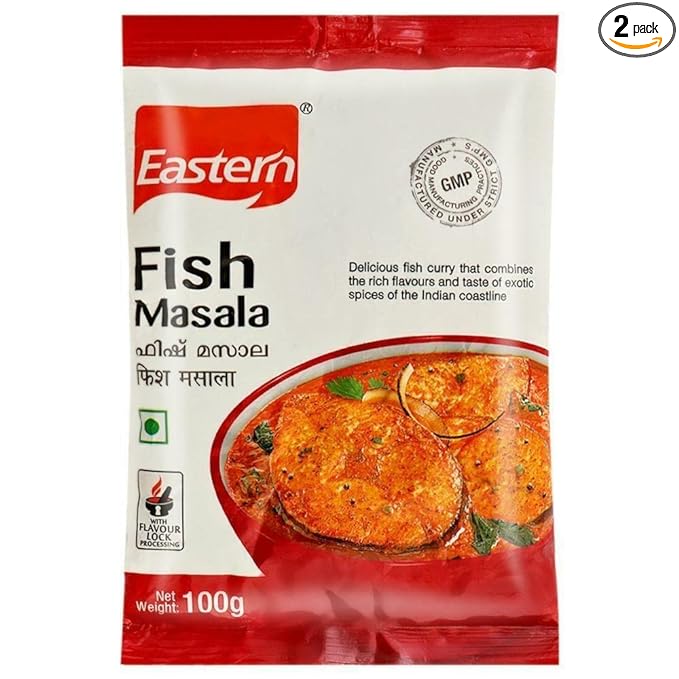 2 pack
Eastern®
GOOD MANUFACTURING PRACTICES
GMP
MANUFACTURED UNDER STRICT GMP'S
Fish
Masala
ഫിഷ് മസാല
फिश मसाला
Delicious fish curry that combines
the rich flavours and taste of exotic
spices of the Indian coastline
WITH
FLAVOUR
LOCK
PROCESSING
Net
Weight: 100g